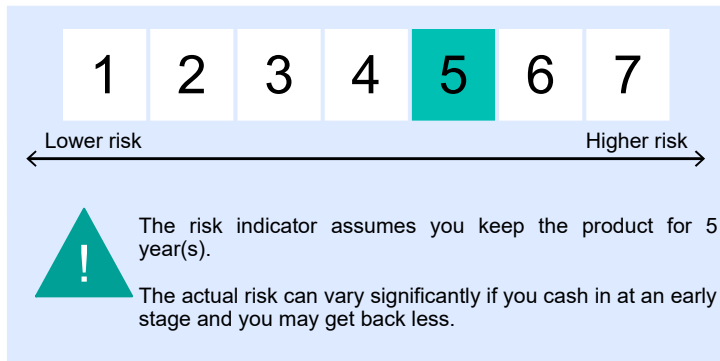 1 2 3 4 5 6 7
Lower risk Higher risk
!
The risk indicator assumes you keep the product for 5
year(s).
The actual risk can vary significantly if you cash in at an early
stage and you may get back less.